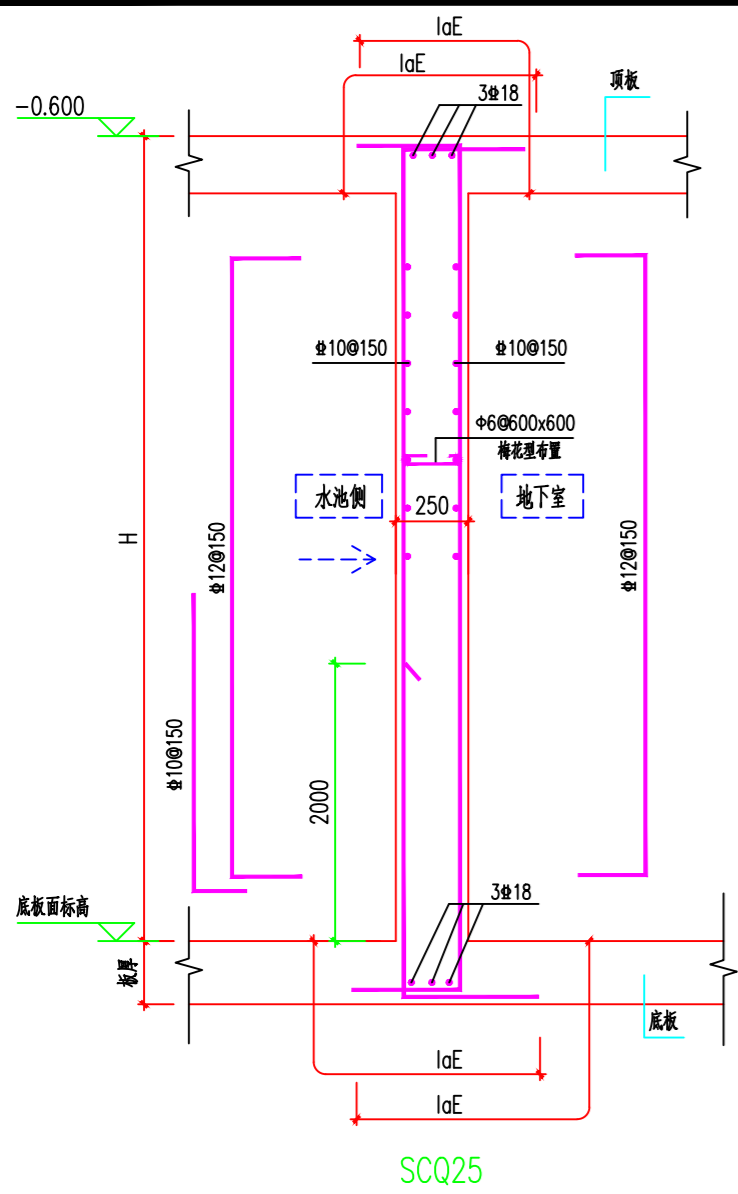 laE
laE
3⌽18
顶板
-0.600
⌽10@150
⌽10@150
Φ6@600x600
梅花型布置
水池侧
250
地下室
H
⌽12@150
⌽12@150
⌽10@150
2000
3⌽18
底板面标高
板厚
底板
laE
laE
SCQ25